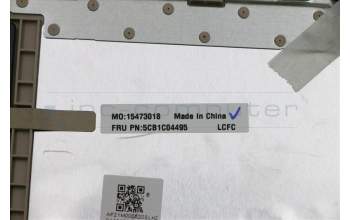 MO:15473018 Made in China
FRU PN:5CB1C04495 LCFC